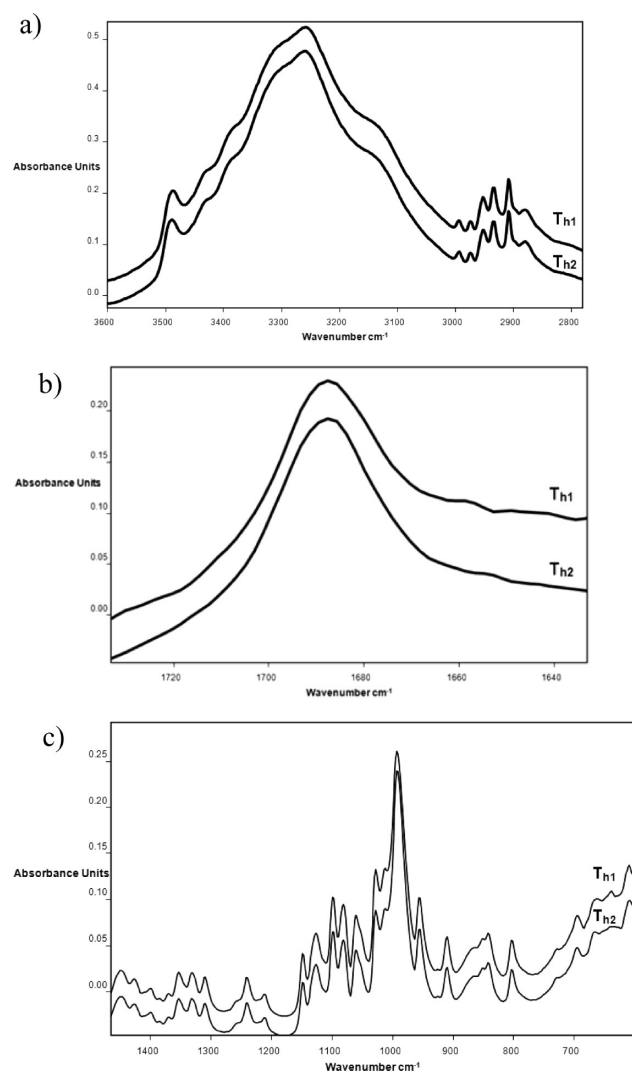 a)
0.5
0.4
0.3
Absorbance Units
0.2
0.1
0.0
Th1
Th2
3600 3500 3400 3300 3200 3100 3000 2900 2800
Wavenumber cm-1
b)
0.20
0.15
Absorbance Units
0.10
0.05
0.00
Th1
Th2
1720 1700 1680 1660 1640
Wavenumber cm-1
c)
0.25
0.20
0.15
Absorbance Units
0.10
0.05
0.00
Th1
Th2
1400 1300 1200 1100 1000 900 800 700
Wavenumber cm-1